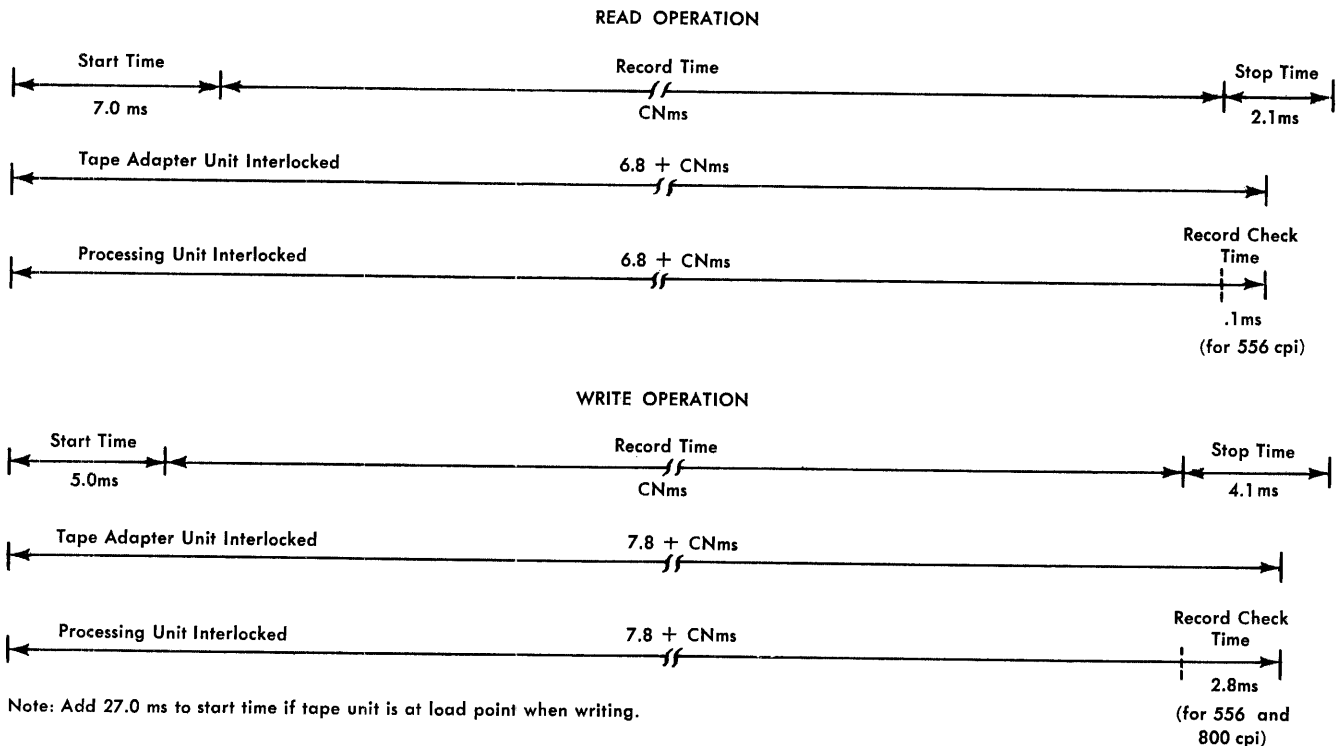 READ OPERATION
Start Time
Record Time
Stop Time
7.0 ms
CNms
2.1ms
Tape Adapter Unit Interlocked
6.8 + CNms
Processing Unit Interlocked
6.8 + CNms
Record Check
Time
.1ms
(for 556 cpi)
WRITE OPERATION
Start Time
Record Time
Stop Time
5.0ms
CNms
4.1ms
Tape Adapter Unit Interlocked
7.8 + CNms
Processing Unit Interlocked
7.8 + CNms
Record Check
Time
2.8ms
(for 556 and
800 cpi)
Note: Add 27.0 ms to start time if tape unit is at load point when writing.